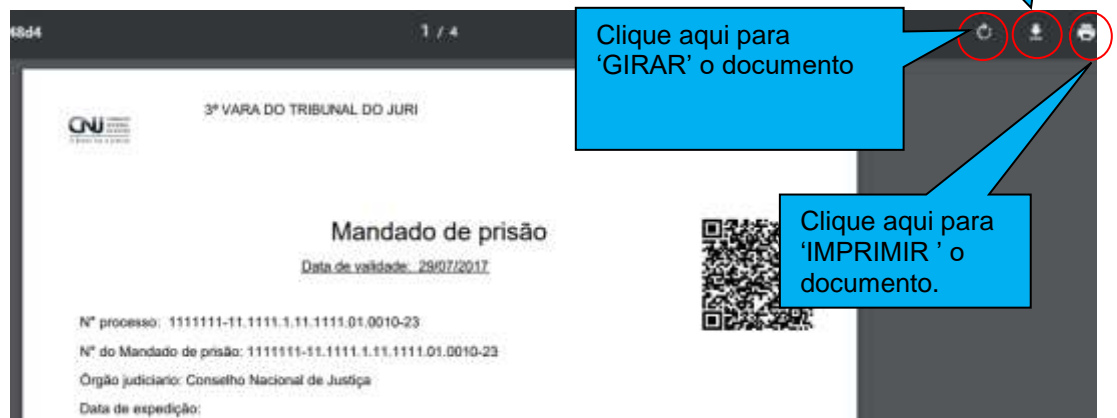 48d4
1 / 4
Clique aqui para
‘GIRAR’ o documento
3ª VARA DO TRIBUNAL DO JURI
CNJ
Clique aqui para
‘IMPRIMIR ’ o
documento.
Mandado de prisão
Data de validade: 29/07/2017
N° processo: 1111111-11.1111.1.11.1111.01.0010-23
N° do Mandado de prisão: 1111111-11.1111.1.11.1111.01.0010-23
Órgão judiciario: Conselho Nacional de Justiça
Data de expedição: